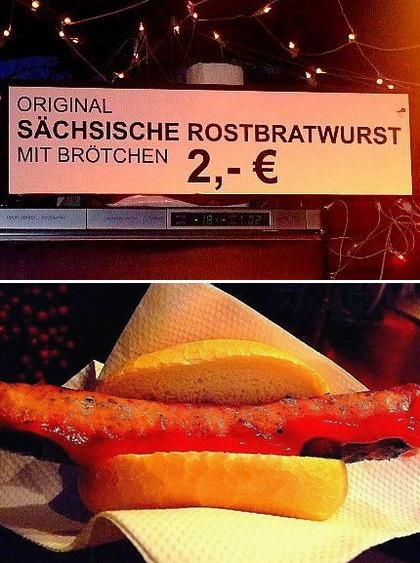 ORIGINAL
SÄCHSISCHE ROSTBRATWURST
MIT BRÖTCHEN 2,- €